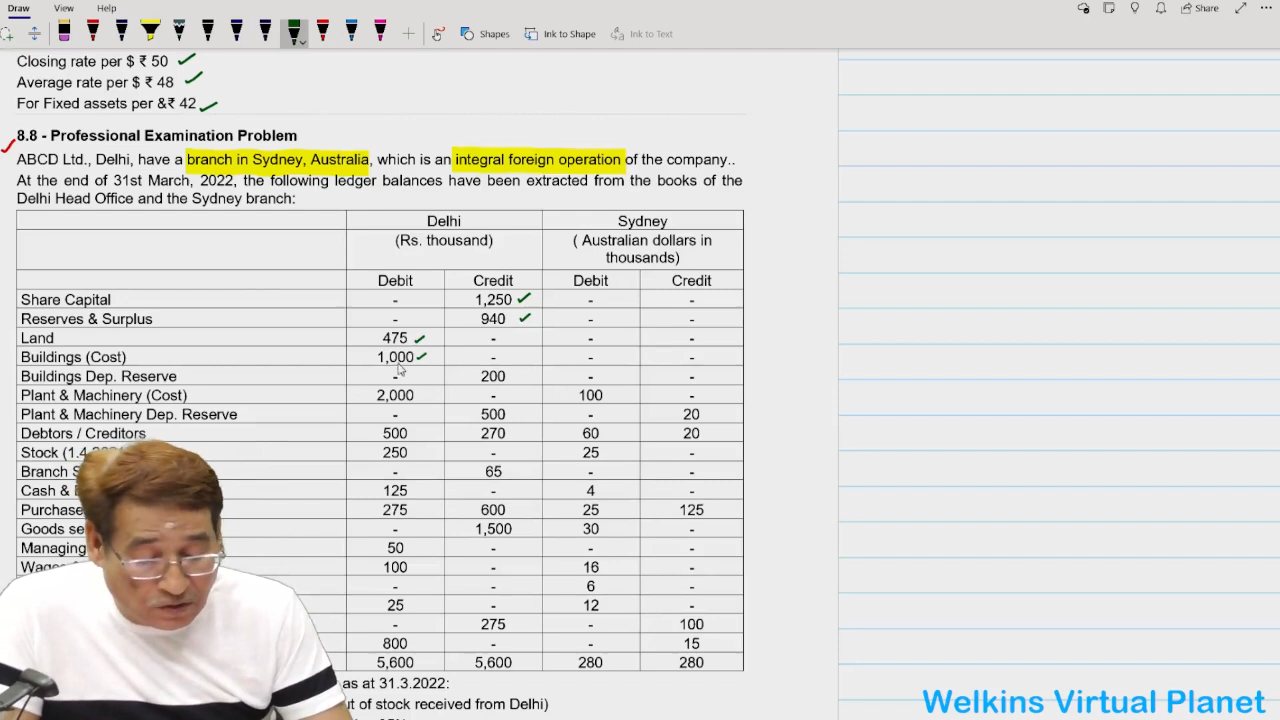 Draw View Help
Share
Shapes Ink to Shape Ink to Text
Closing rate per $ ₹ 50
Average rate per $ ₹ 48
For Fixed assets per &₹ 42
8.8 - Professional Examination Problem
ABCD Ltd., Delhi, have a branch in Sydney, Australia, which is an integral foreign operation of the company..
At the end of 31st March, 2022, the following ledger balances have been extracted from the books of the
Delhi Head Office and the Sydney branch:
Delhi Sydney
(Rs. thousand) ( Australian dollars in
thousands)
Debit Credit Debit Credit
Share Capital - 1,250 - -
Reserves & Surplus - 940 - -
Land 475 - - -
Buildings (Cost) 1,000 - - -
Buildings Dep. Reserve - 200 - -
Plant & Machinery (Cost) 2,000 - 100 -
Plant & Machinery Dep. Reserve - 500 - 20
Debtors / Creditors 500 270 60 20
Stock 250 - 25 -
Branch - 65 - -
Cash & 125 - 4 -
275 600 25 125
Goods - 1,500 30 -
Managing 50 - - -
100 - 16 -
- - 6 -
25 - 12 -
- 275 - 100
800 - - 15
5,600 5,600 280 280
as at 31.3.2022:
of stock received from Delhi)
Welkins Virtual Planet